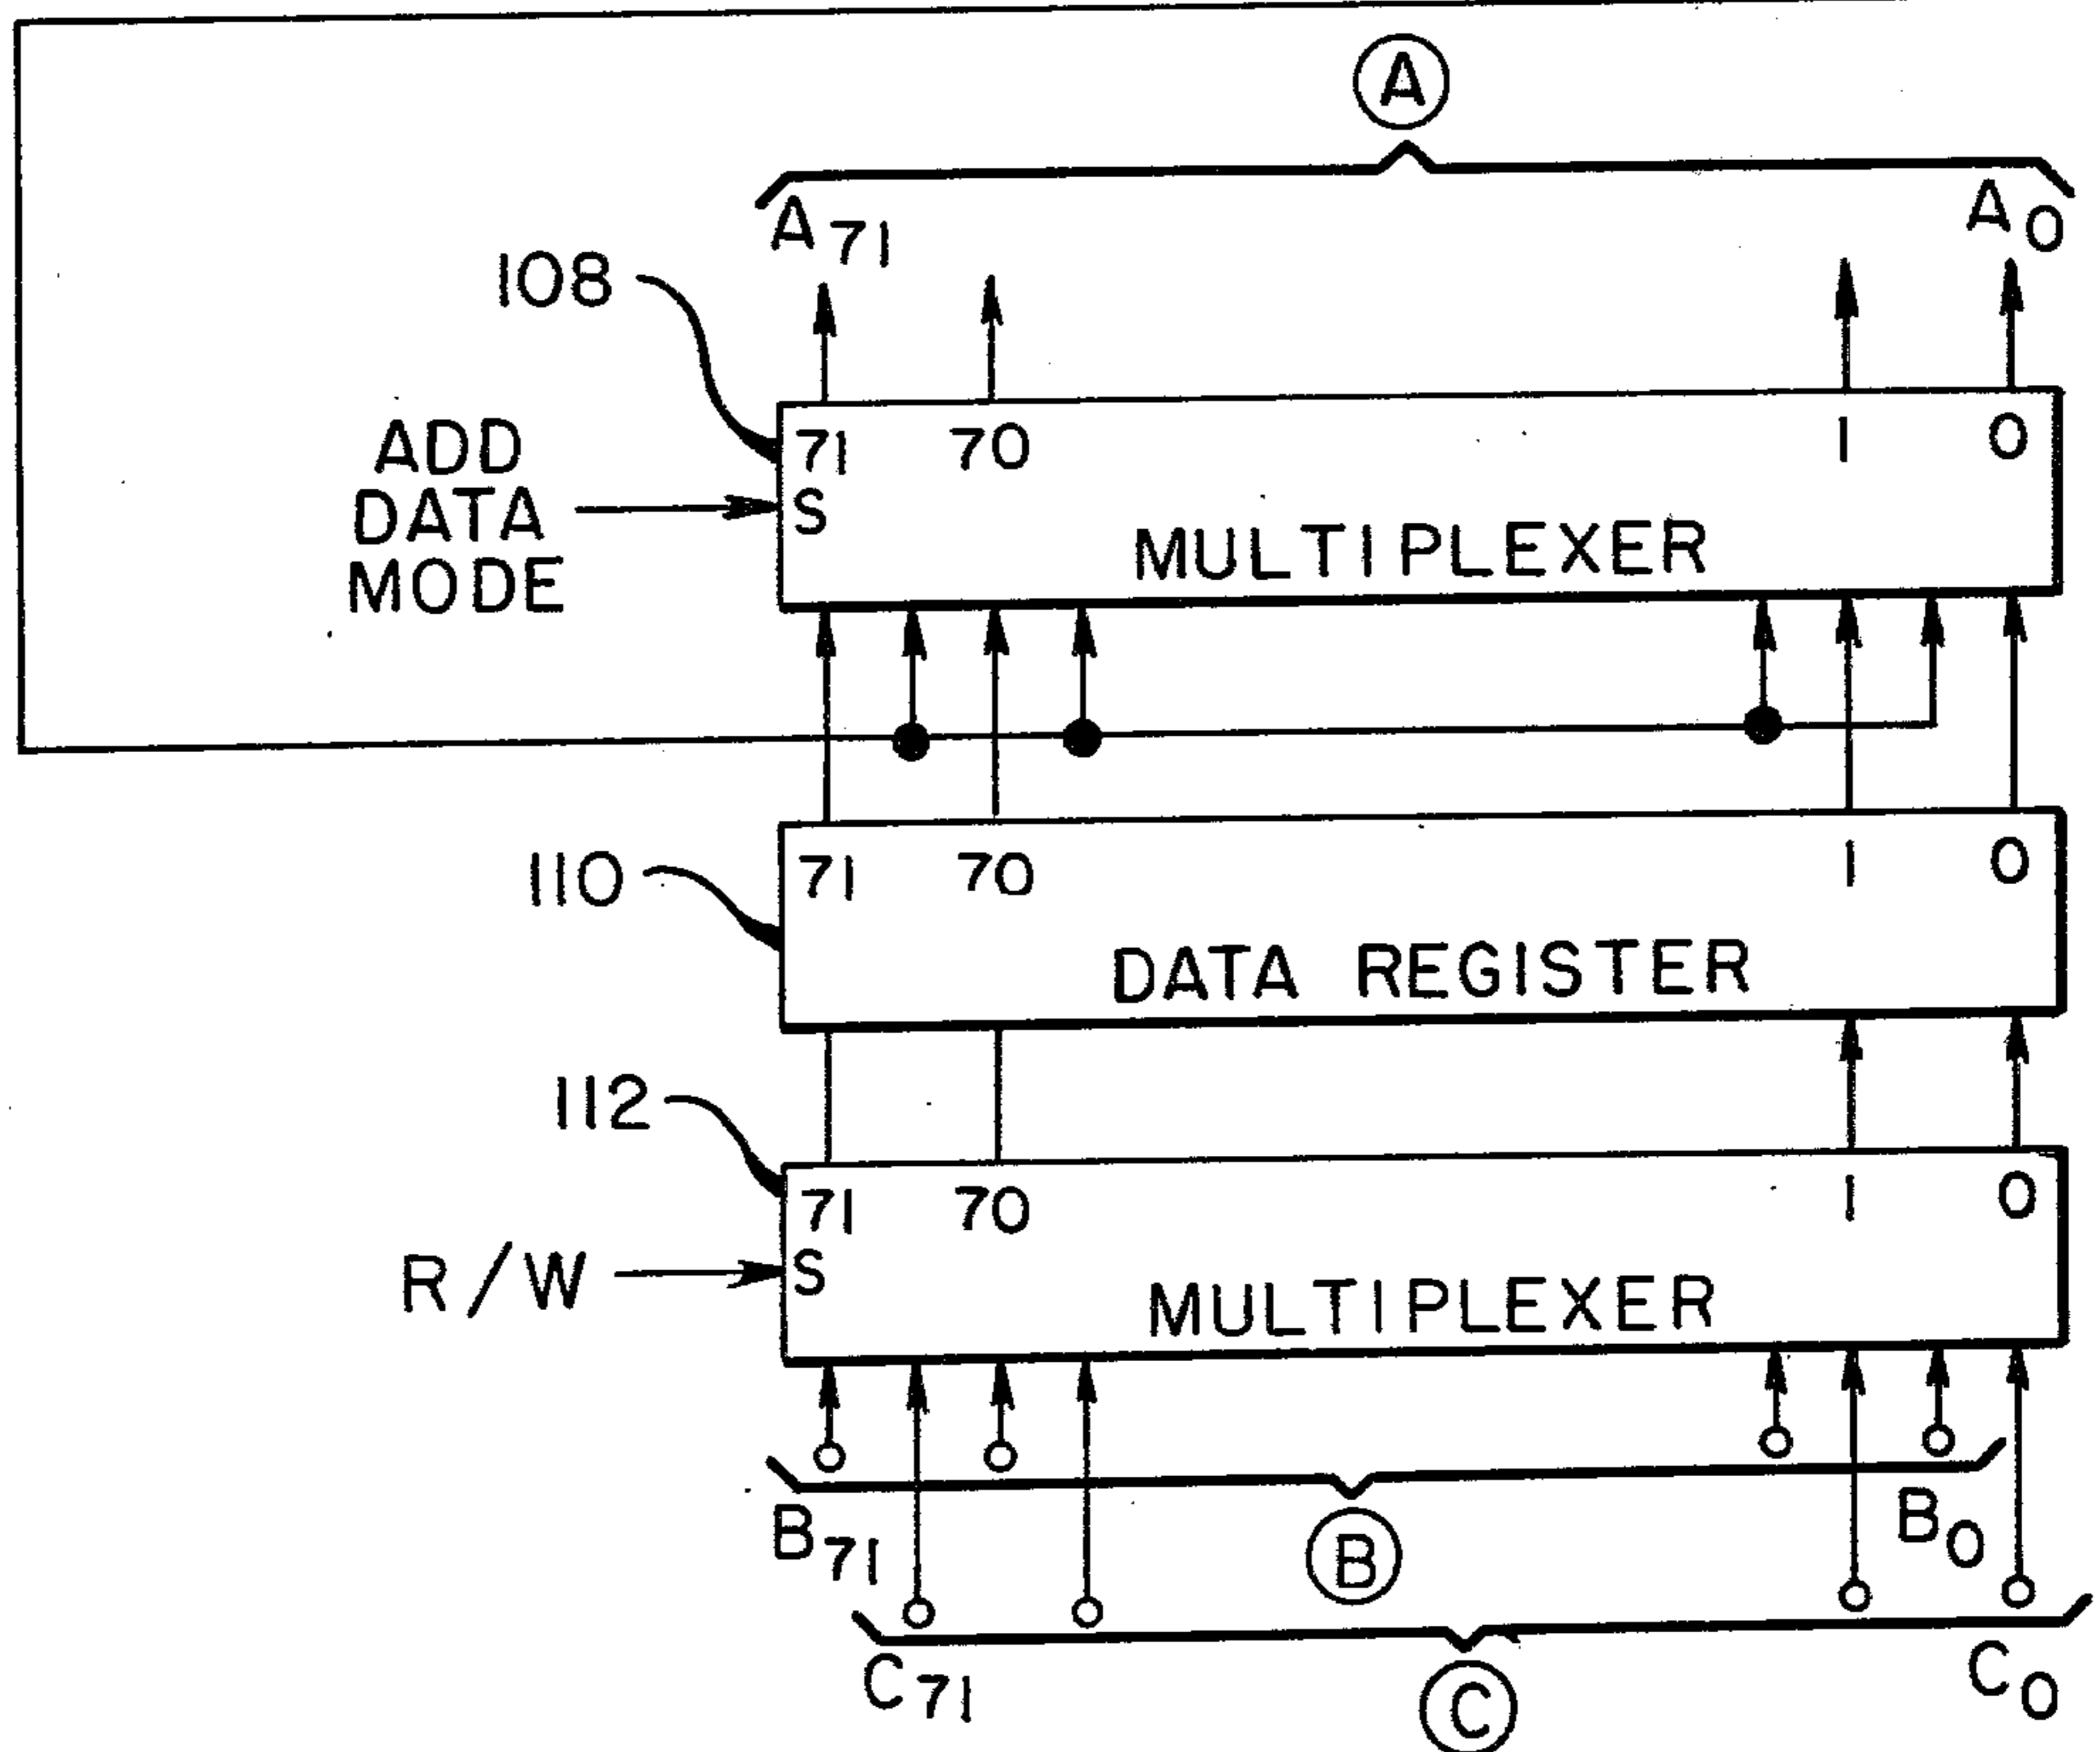 A
A71 A0
108
71 70 1 0
ADD
DATA
MODE
S
MULTIPLEXER
110
71 70 1 0
DATA REGISTER
112
71 70 1 0
R/W
S
MULTIPLEXER
B71 B B0
C71 C C0